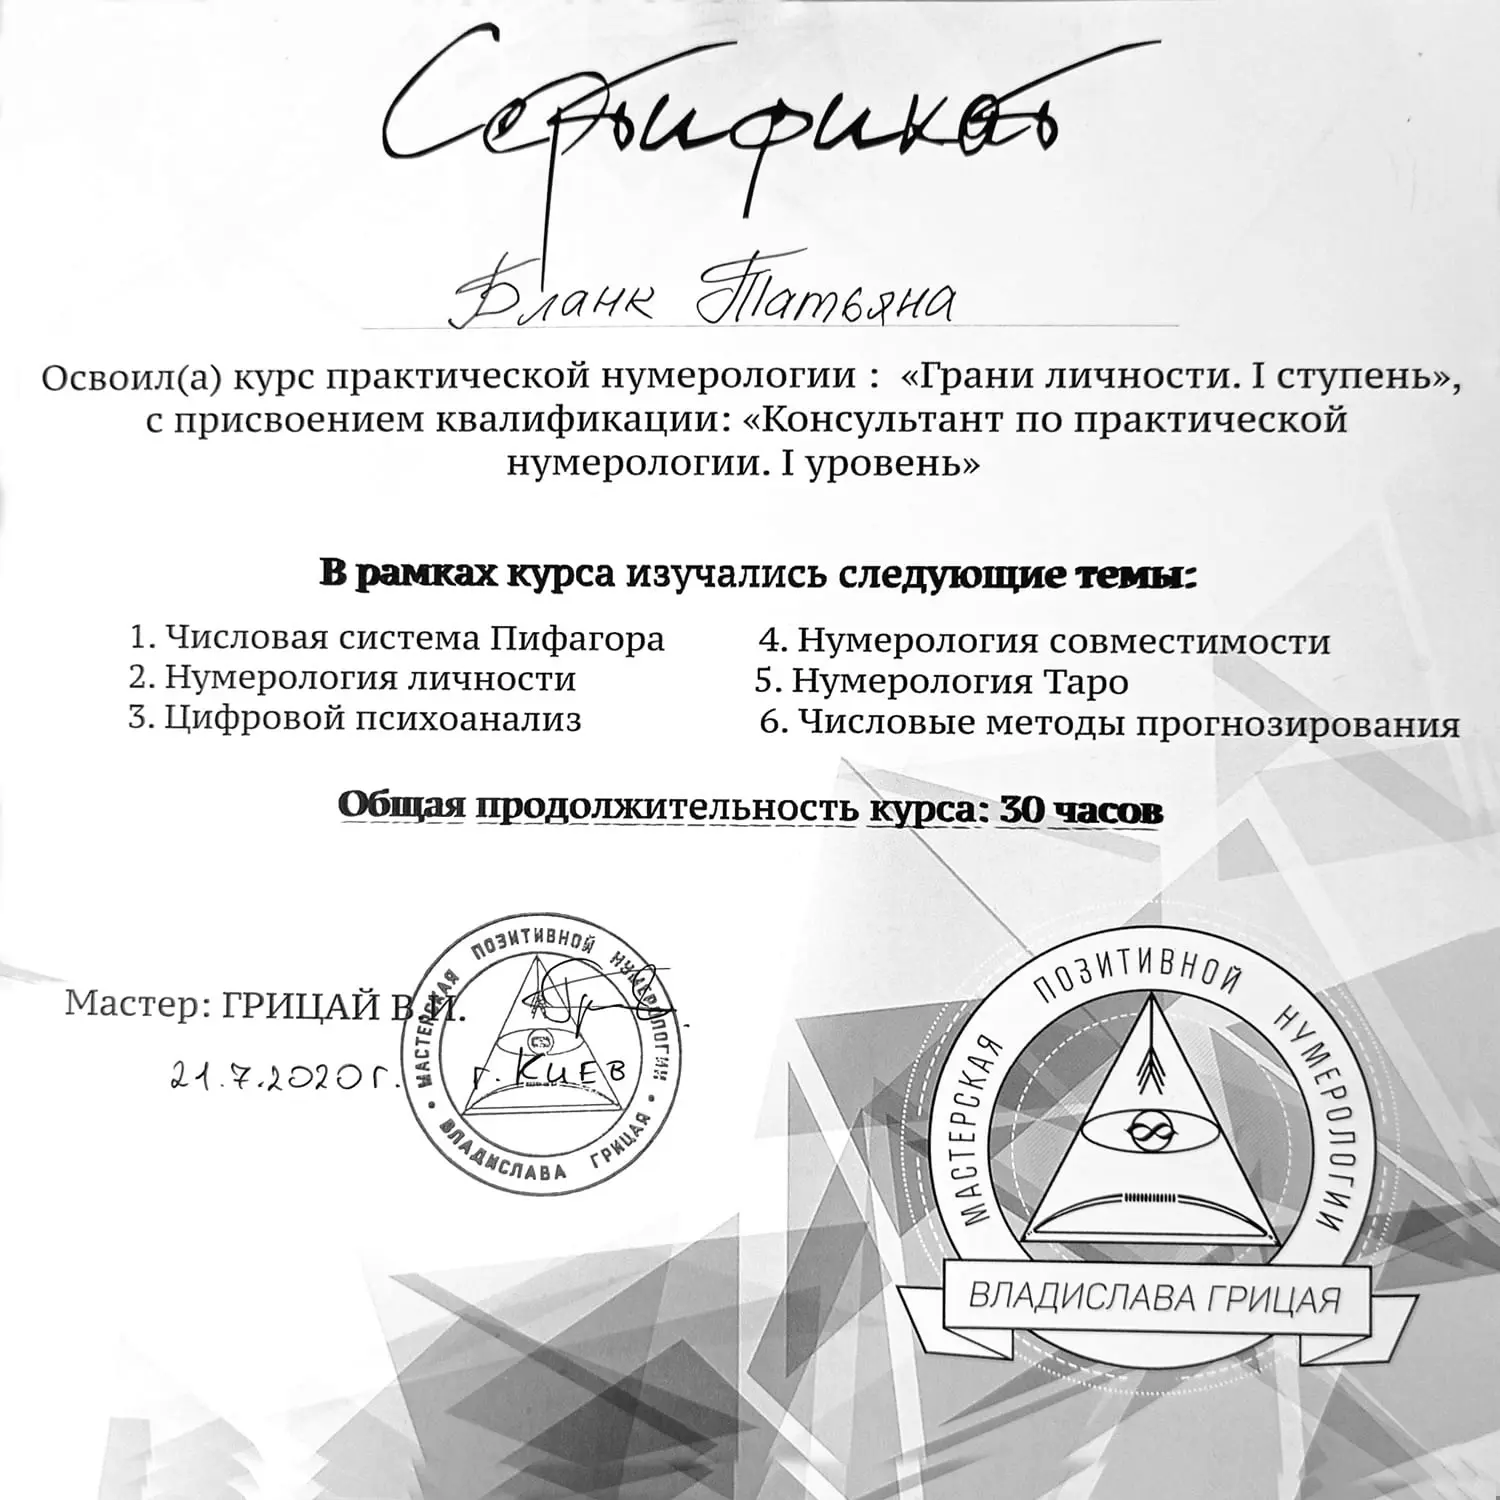 Сертификат
Бланк Татьяна
Освоил(а) курс практической нумерологии : «Грани личности. I ступень»,
с присвоением квалификации: «Консультант по практической
нумерологии. I уровень»
В рамках курса изучались следующие темы:
1. Числовая система Пифагора
2. Нумерология личности
3. Цифровой психоанализ
4. Нумерология совместимости
5. Нумерология Таро
6. Числовые методы прогнозирования
Общая продолжительность курса: 30 часов
Мастер: ГРИЦАЙ В.И.
21.7.2020г. г. Киев
МАСТЕРСКАЯ ПОЗИТИВНОЙ НУМЕРОЛОГИИ
ВЛАДИСЛАВА ГРИЦАЯ
МАСТЕРСКАЯ ПОЗИТИВНОЙ НУМЕРОЛОГИИ
ВЛАДИСЛАВА ГРИЦАЯ